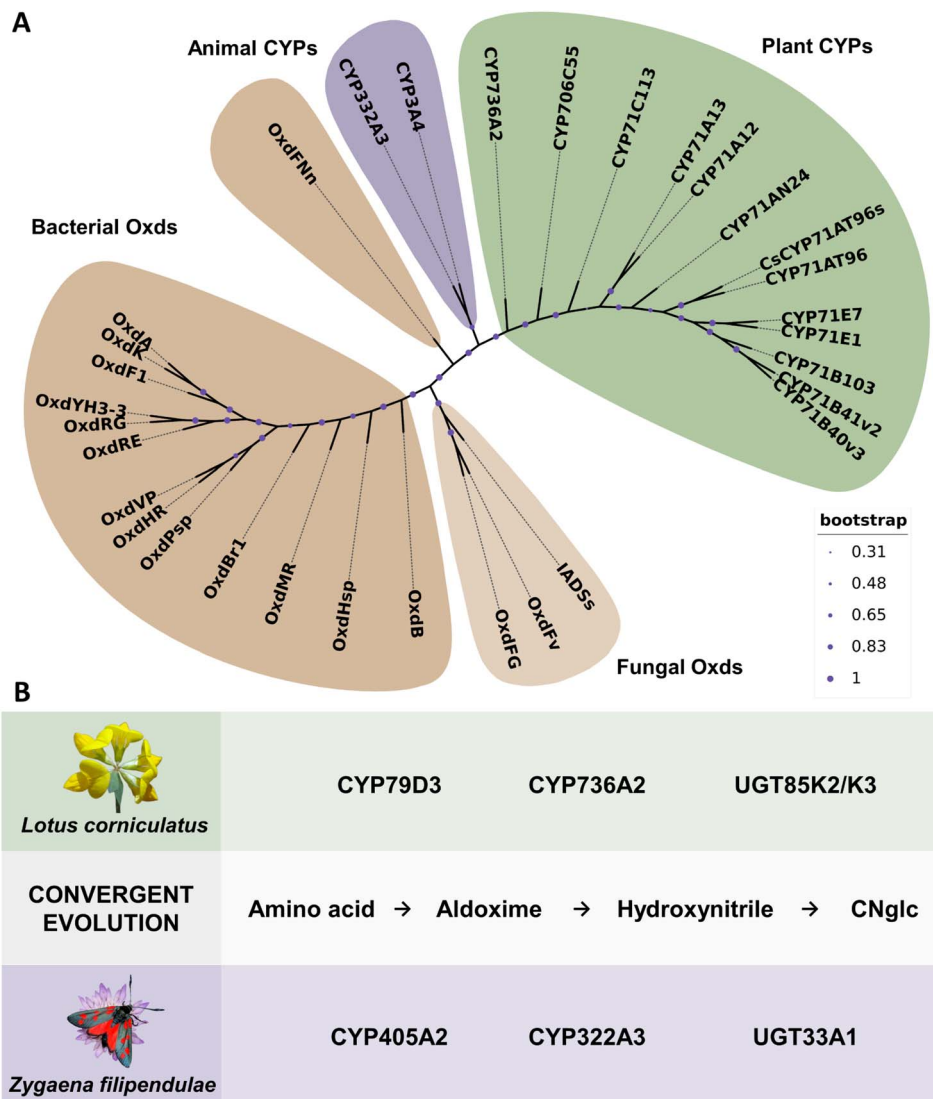 A
Animal CYPs
Plant CYPs
Bacterial Oxds
Fungal Oxds
OxdFNn
CYP332A3
CYP3A4
CYP736A2
CYP706C55
CYP71C113
CYP71A13
CYP71A12
CYP71AN24
CsCYP71AT96s
CYP71AT96
CYP71E7
CYP71E1
CYP71B103
CYP71B41v2
CYP71B40v3
OxdA
OxdK
OxdF1
OxdYH3-3
OxdRG
OxdRE
OxdVP
OxdHR
OxdPsp
OxdBr1
OxdMR
OxdHsp
OxdB
OxdFG
OxdFv
IADSs
bootstrap
0.31
0.48
0.65
0.83
1
B
Lotus corniculatus
CYP79D3 CYP736A2 UGT85K2/K3
CONVERGENT
EVOLUTION
Amino acid → Aldoxime → Hydroxynitrile → CNglc
Zygaena filipendulae
CYP405A2 CYP322A3 UGT33A1